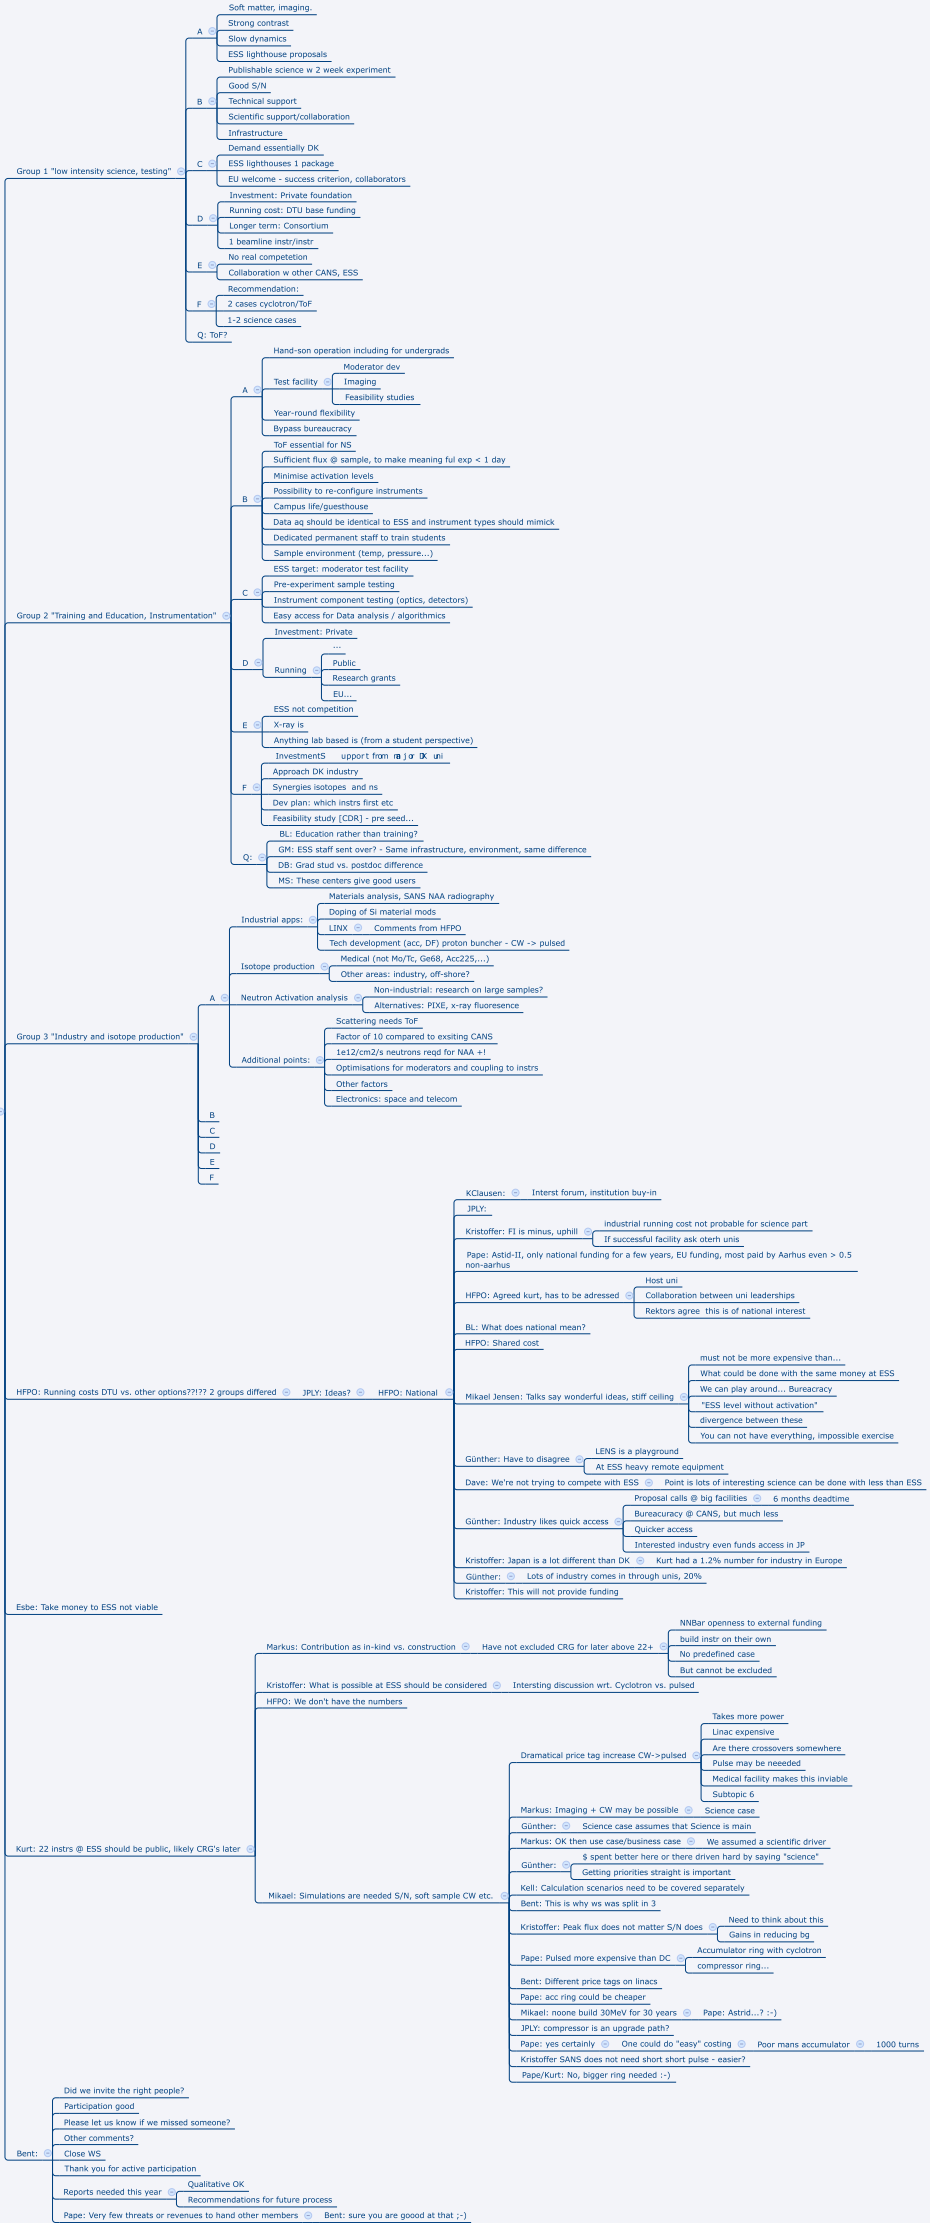 Group 1 "low intensity science, testing"
A
Soft matter, imaging.
Strong contrast
Slow dynamics
ESS lighthouse proposals
B
Publishable science w 2 week experiment
Good S/N
Technical support
Scientific support/collaboration
Infrastructure
C
Demand essentially DK
ESS lighthouses 1 package
EU welcome - success criterion, collaborators
D
Investment: Private foundation
Running cost: DTU base funding
Longer term: Consortium
1 beamline instr/instr
E
No real competetion
Collaboration w other CANS, ESS
F
Recommendation:
2 cases cyclotron/ToF
1-2 science cases
Q: ToF?
Group 2 "Training and Education, Instrumentation"
A
Hand-son operation including for undergrads
Test facility
Moderator dev
Imaging
Feasibility studies
Year-round flexibility
Bypass bureaucracy
B
ToF essential for NS
Sufficient flux @ sample, to make meaning ful exp < 1 day
Minimise activation levels
Possibility to re-configure instruments
Campus life/guesthouse
Data aq should be identical to ESS and instrument types should mimick
Dedicated permanent staff to train students
Sample environment (temp, pressure...)
C
ESS target: moderator test facility
Pre-experiment sample testing
Instrument component testing (optics, detectors)
Easy access for Data analysis / algorithmics
D
Investment: Private
Running
...
Public
Research grants
EU...
E
ESS not competition
X-ray is
Anything lab based is (from a student perspective)
F
InvestmentS upport from major DK uni
Approach DK industry
Synergies isotopes and ns
Dev plan: which instrs first etc
Feasibility study [CDR] - pre seed...
Q:
BL: Education rather than training?
GM: ESS staff sent over? - Same infrastructure, environment, same difference
DB: Grad stud vs. postdoc difference
MS: These centers give good users
Group 3 "Industry and isotope production"
A
Industrial apps:
Materials analysis, SANS NAA radiography
Doping of Si material mods
LINX
Comments from HFPO
Tech development (acc, DF) proton buncher - CW -> pulsed
Isotope production
Medical (not Mo/Tc, Ge68, Acc225,...)
Other areas: industry, off-shore?
Neutron Activation analysis
Non-industrial: research on large samples?
Alternatives: PIXE, x-ray fluoresence
Additional points:
Scattering needs ToF
Factor of 10 compared to exsiting CANS
1e12/cm2/s neutrons reqd for NAA +!
Optimisations for moderators and coupling to instrs
Other factors
Electronics: space and telecom
B
C
D
E
F
HFPO: Running costs DTU vs. other options??!?? 2 groups differed
JPLY: Ideas?
HFPO: National
KClausen:
Interst forum, institution buy-in
JPLY:
Kristoffer: FI is minus, uphill
industrial running cost not probable for science part
If successful facility ask oterh unis
Pape: Astid-II, only national funding for a few years, EU funding, most paid by Aarhus even > 0.5
non-aarhus
HFPO: Agreed kurt, has to be adressed
Host uni
Collaboration between uni leaderships
Rektors agree this is of national interest
BL: What does national mean?
HFPO: Shared cost
Mikael Jensen: Talks say wonderful ideas, stiff ceiling
must not be more expensive than...
What could be done with the same money at ESS
We can play around... Bureacracy
"ESS level without activation"
divergence between these
You can not have everything, impossible exercise
Günther: Have to disagree
LENS is a playground
At ESS heavy remote equipment
Dave: We're not trying to compete with ESS
Point is lots of interesting science can be done with less than ESS
Günther: Industry likes quick access
Proposal calls @ big facilities
6 months deadtime
Bureacuracy @ CANS, but much less
Quicker access
Interested industry even funds access in JP
Kristoffer: Japan is a lot different than DK
Kurt had a 1.2% number for industry in Europe
Günther:
Lots of industry comes in through unis, 20%
Kristoffer: This will not provide funding
Esbe: Take money to ESS not viable
Kurt: 22 instrs @ ESS should be public, likely CRG's later
Markus: Contribution as in-kind vs. construction
Have not excluded CRG for later above 22+
NNBar openness to external funding
build instr on their own
No predefined case
But cannot be excluded
Kristoffer: What is possible at ESS should be considered
Intersting discussion wrt. Cyclotron vs. pulsed
HFPO: We don't have the numbers
Mikael: Simulations are needed S/N, soft sample CW etc.
Dramatical price tag increase CW->pulsed
Takes more power
Linac expensive
Are there crossovers somewhere
Pulse may be neeeded
Medical facility makes this inviable
Subtopic 6
Markus: Imaging + CW may be possible
Science case
Günther:
Science case assumes that Science is main
Markus: OK then use case/business case
We assumed a scientific driver
Günther:
$ spent better here or there driven hard by saying "science"
Getting priorities straight is important
Kell: Calculation scenarios need to be covered separately
Bent: This is why ws was split in 3
Kristoffer: Peak flux does not matter S/N does
Need to think about this
Gains in reducing bg
Pape: Pulsed more expensive than DC
Accumulator ring with cyclotron
compressor ring...
Bent: Different price tags on linacs
Pape: acc ring could be cheaper
Mikael: noone build 30MeV for 30 years
Pape: Astrid...? :-)
JPLY: compressor is an upgrade path?
Pape: yes certainly
One could do "easy" costing
Poor mans accumulator
1000 turns
Kristoffer SANS does not need short short pulse - easier?
Pape/Kurt: No, bigger ring needed :-)
Bent:
Did we invite the right people?
Participation good
Please let us know if we missed someone?
Other comments?
Close WS
Thank you for active participation
Reports needed this year
Qualitative OK
Recommendations for future process
Pape: Very few threats or revenues to hand other members
Bent: sure you are goood at that ;-)